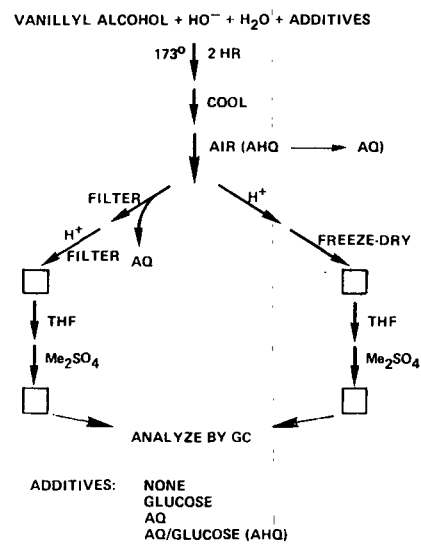 VANILLYL ALCOHOL + HO⁻ + H₂O + ADDITIVES
173° 2 HR
COOL
AIR (AHQ → AQ)
FILTER H⁺
H⁺ FREEZE-DRY
FILTER AQ
THF THF
Me₂SO₄ Me₂SO₄
ANALYZE BY GC
ADDITIVES: NONE
GLUCOSE
AQ
AQ/GLUCOSE (AHQ)